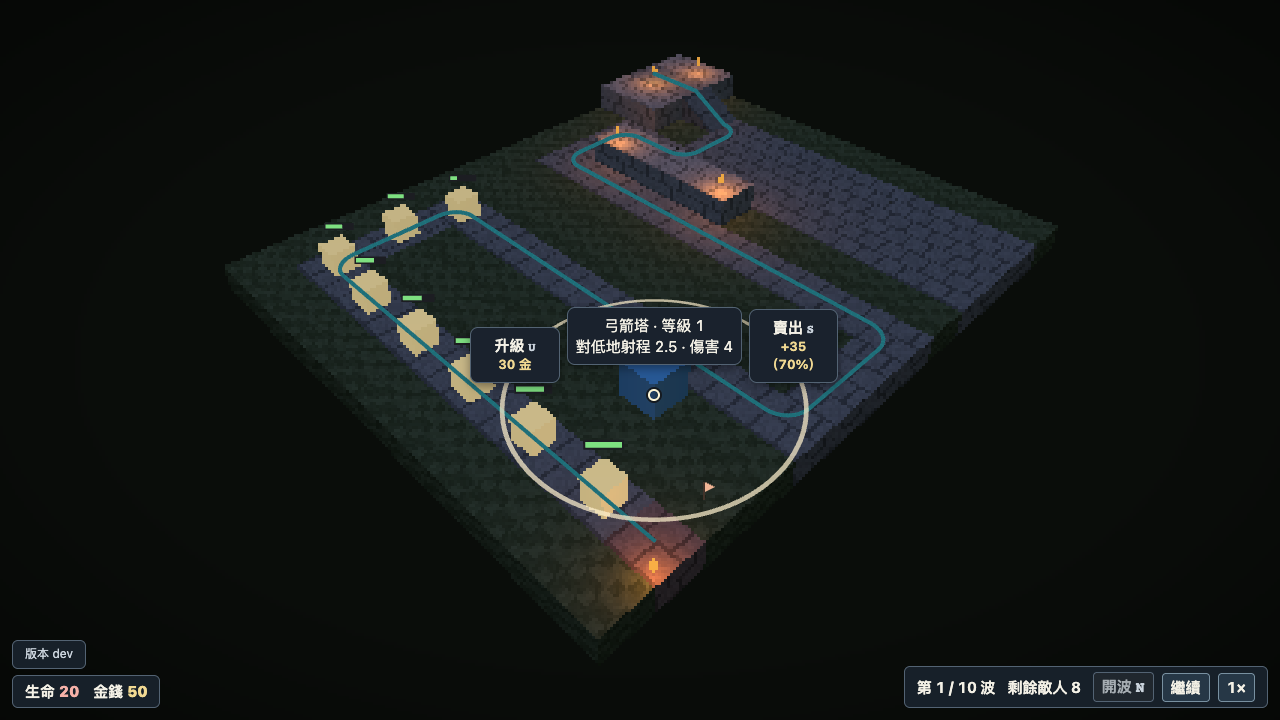 弓箭塔 · 等級 1
對低地射程 2.5 · 傷害 4
升級 U
30 金
賣出 S
+35
(70%)
版本 dev
生命 20 金錢 50
第 1 / 10 波 剩餘敵人 8 開波 N 繼續 1×